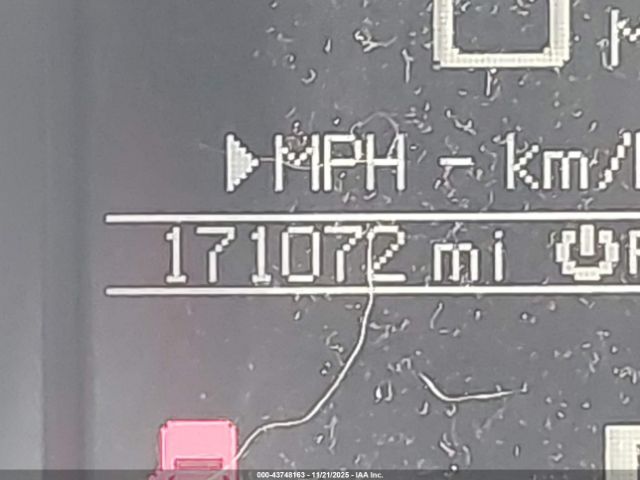 MPH - km/
171072 mi
000-43748163 - 11/21/2025 - IAA Inc.